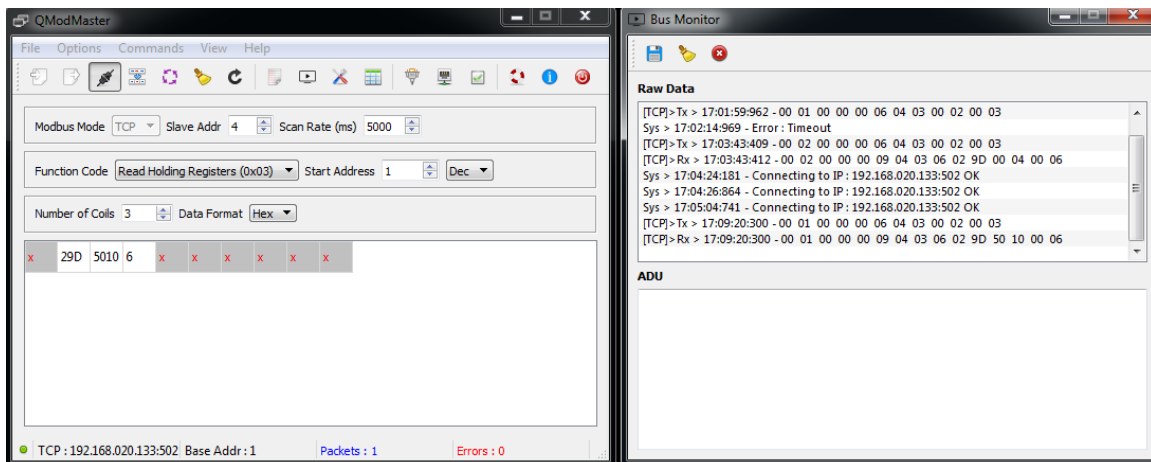 QModMaster
File Options Commands View Help
Modbus Mode TCP Slave Addr 4 Scan Rate (ms) 5000
Function Code Read Holding Registers (0x03) Start Address 1 Dec
Number of Coils 3 Data Format Hex
x 29D 5010 6 x x x x x x
TCP : 192.168.020.133:502 Base Addr : 1 Packets : 1 Errors : 0
Bus Monitor
Raw Data
[TCP]>Tx > 17:01:59:962 - 00 01 00 00 00 06 04 03 00 02 00 03
Sys > 17:02:14:969 - Error : Timeout
[TCP]>Tx > 17:03:43:409 - 00 02 00 00 00 06 04 03 00 02 00 03
[TCP]>Rx > 17:03:43:412 - 00 02 00 00 00 09 04 03 06 02 9D 00 04 00 06
Sys > 17:04:24:181 - Connecting to IP : 192.168.020.133:502 OK
Sys > 17:04:26:864 - Connecting to IP : 192.168.020.133:502 OK
Sys > 17:05:04:741 - Connecting to IP : 192.168.020.133:502 OK
[TCP]>Tx > 17:09:20:300 - 00 01 00 00 00 06 04 03 00 02 00 03
[TCP]>Rx > 17:09:20:300 - 00 01 00 00 00 09 04 03 06 02 9D 50 10 00 06
ADU